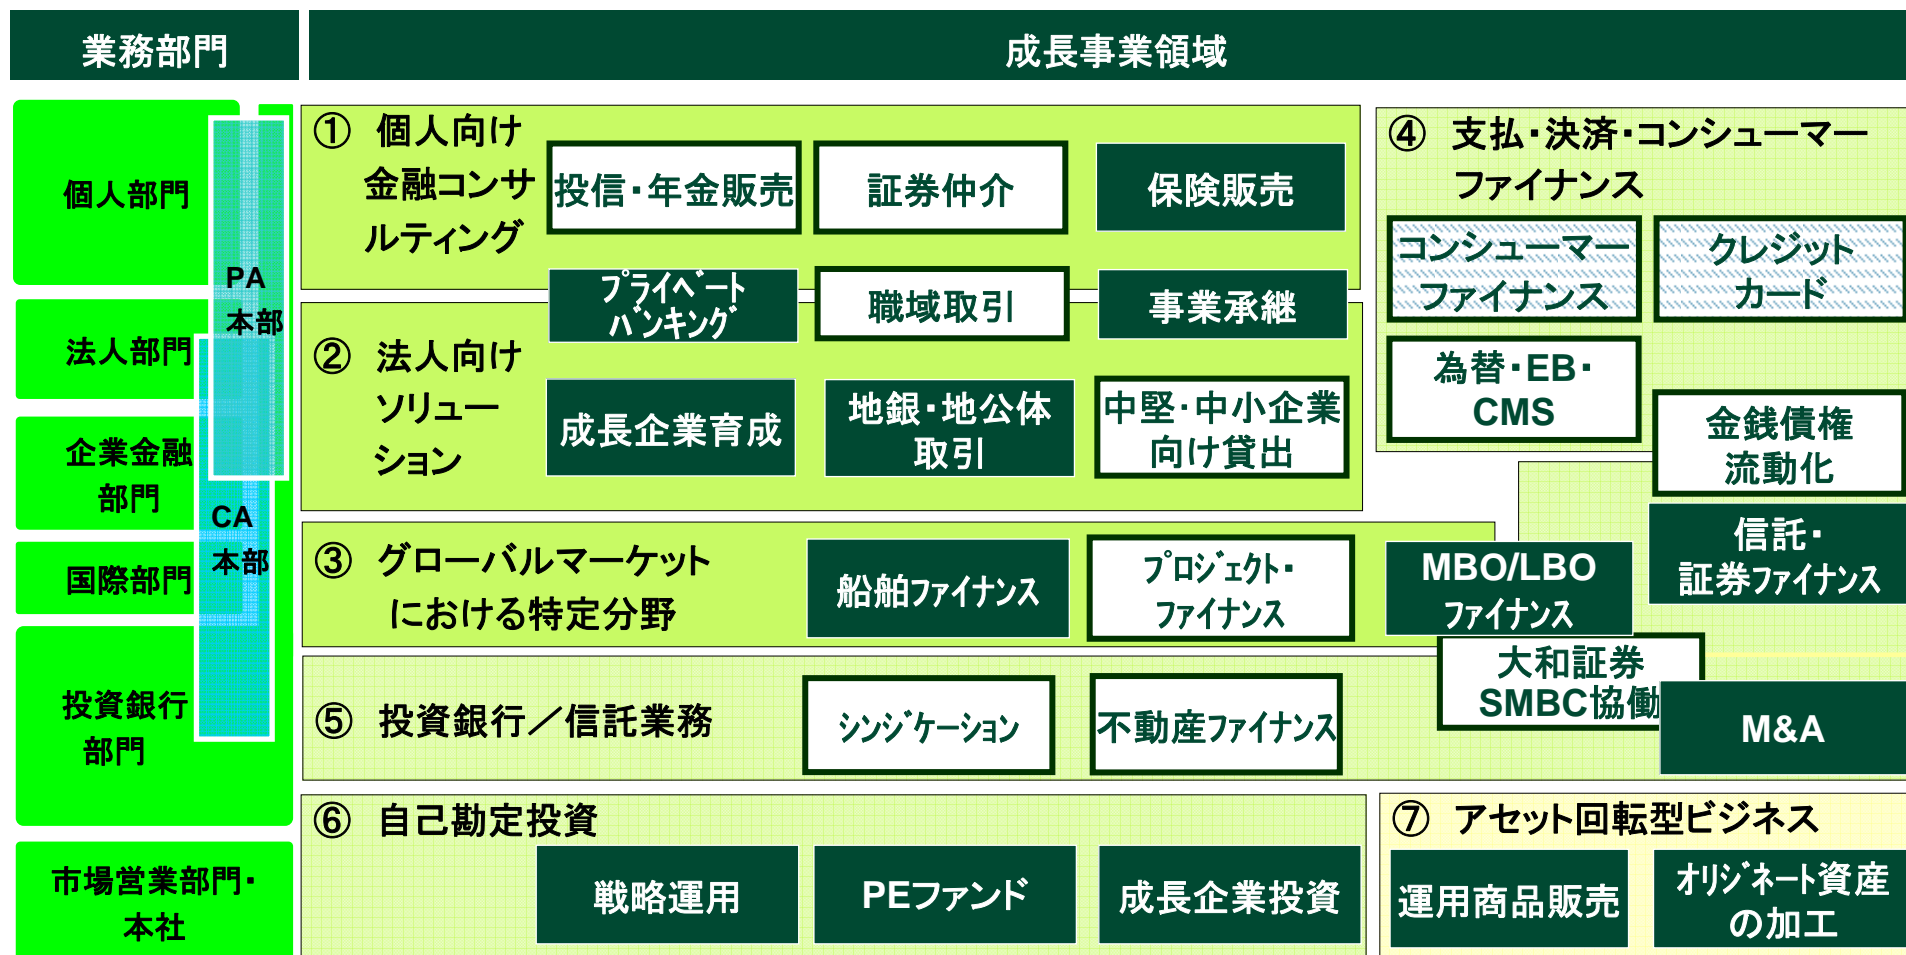 業務部門
成長事業領域
個人部門
法人部門
企業金融
部門
国際部門
投資銀行
部門
市場営業部門・
本社
PA
本部
CA
本部
① 個人向け
金融コンサ
ルティング
投信・年金販売
証券仲介
保険販売
プライベート
バンキング
職域取引
事業承継
② 法人向け
ソリュー
ション
成長企業育成
地銀・地公体
取引
中堅・中小企業
向け貸出
③ グローバルマーケット
における特定分野
船舶ファイナンス
プロジェクト・
ファイナンス
MBO/LBO
ファイナンス
④ 支払・決済・コンシューマー
ファイナンス
コンシューマー
ファイナンス
クレジット
カード
為替・EB・
CMS
金銭債権
流動化
信託・
証券ファイナンス
大和証券
SMBC協働
⑤ 投資銀行／信託業務
シンジケーション
不動産ファイナンス
M&A
⑥ 自己勘定投資
戦略運用
PEファンド
成長企業投資
⑦ アセット回転型ビジネス
運用商品販売
オリジネート資産
の加工